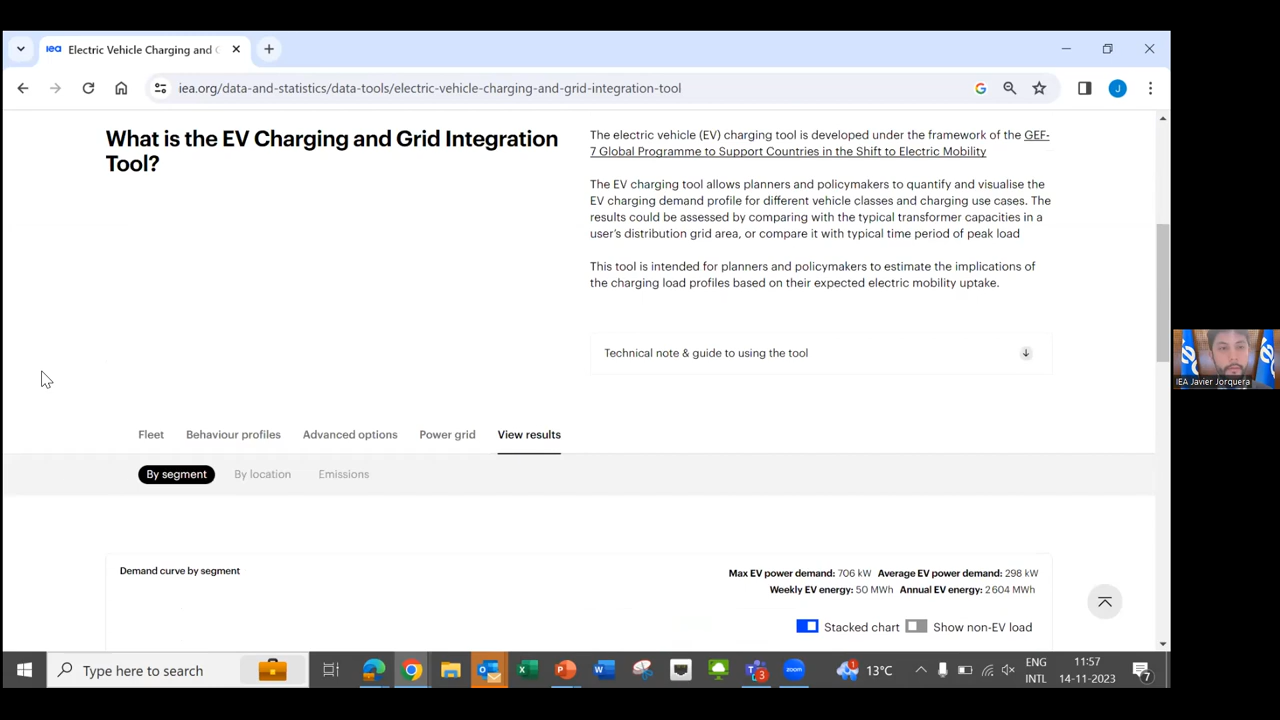 iea Electric Vehicle Charging and G
iea.org/data-and-statistics/data-tools/electric-vehicle-charging-and-grid-integration-tool
J
What is the EV Charging and Grid Integration
Tool?
The electric vehicle (EV) charging tool is developed under the framework of the GEF-
7 Global Programme to Support Countries in the Shift to Electric Mobility
The EV charging tool allows planners and policymakers to quantify and visualise the
EV charging demand profile for different vehicle classes and charging use cases. The
results could be assessed by comparing with the typical transformer capacities in a
user's distribution grid area, or compare it with typical time period of peak load
This tool is intended for planners and policymakers to estimate the implications of
the charging load profiles based on their expected electric mobility uptake.
Technical note & guide to using the tool
IEA Javier Jorquera
Fleet Behaviour profiles Advanced options Power grid View results
By segment By location Emissions
Demand curve by segment
Max EV power demand: 706 kW Average EV power demand: 298 kW
Weekly EV energy: 50 MWh Annual EV energy: 2 604 MWh
Stacked chart Show non-EV load
Type here to search
3
zoom
1
13°C
ENG
INTL
11:57
14-11-2023
7